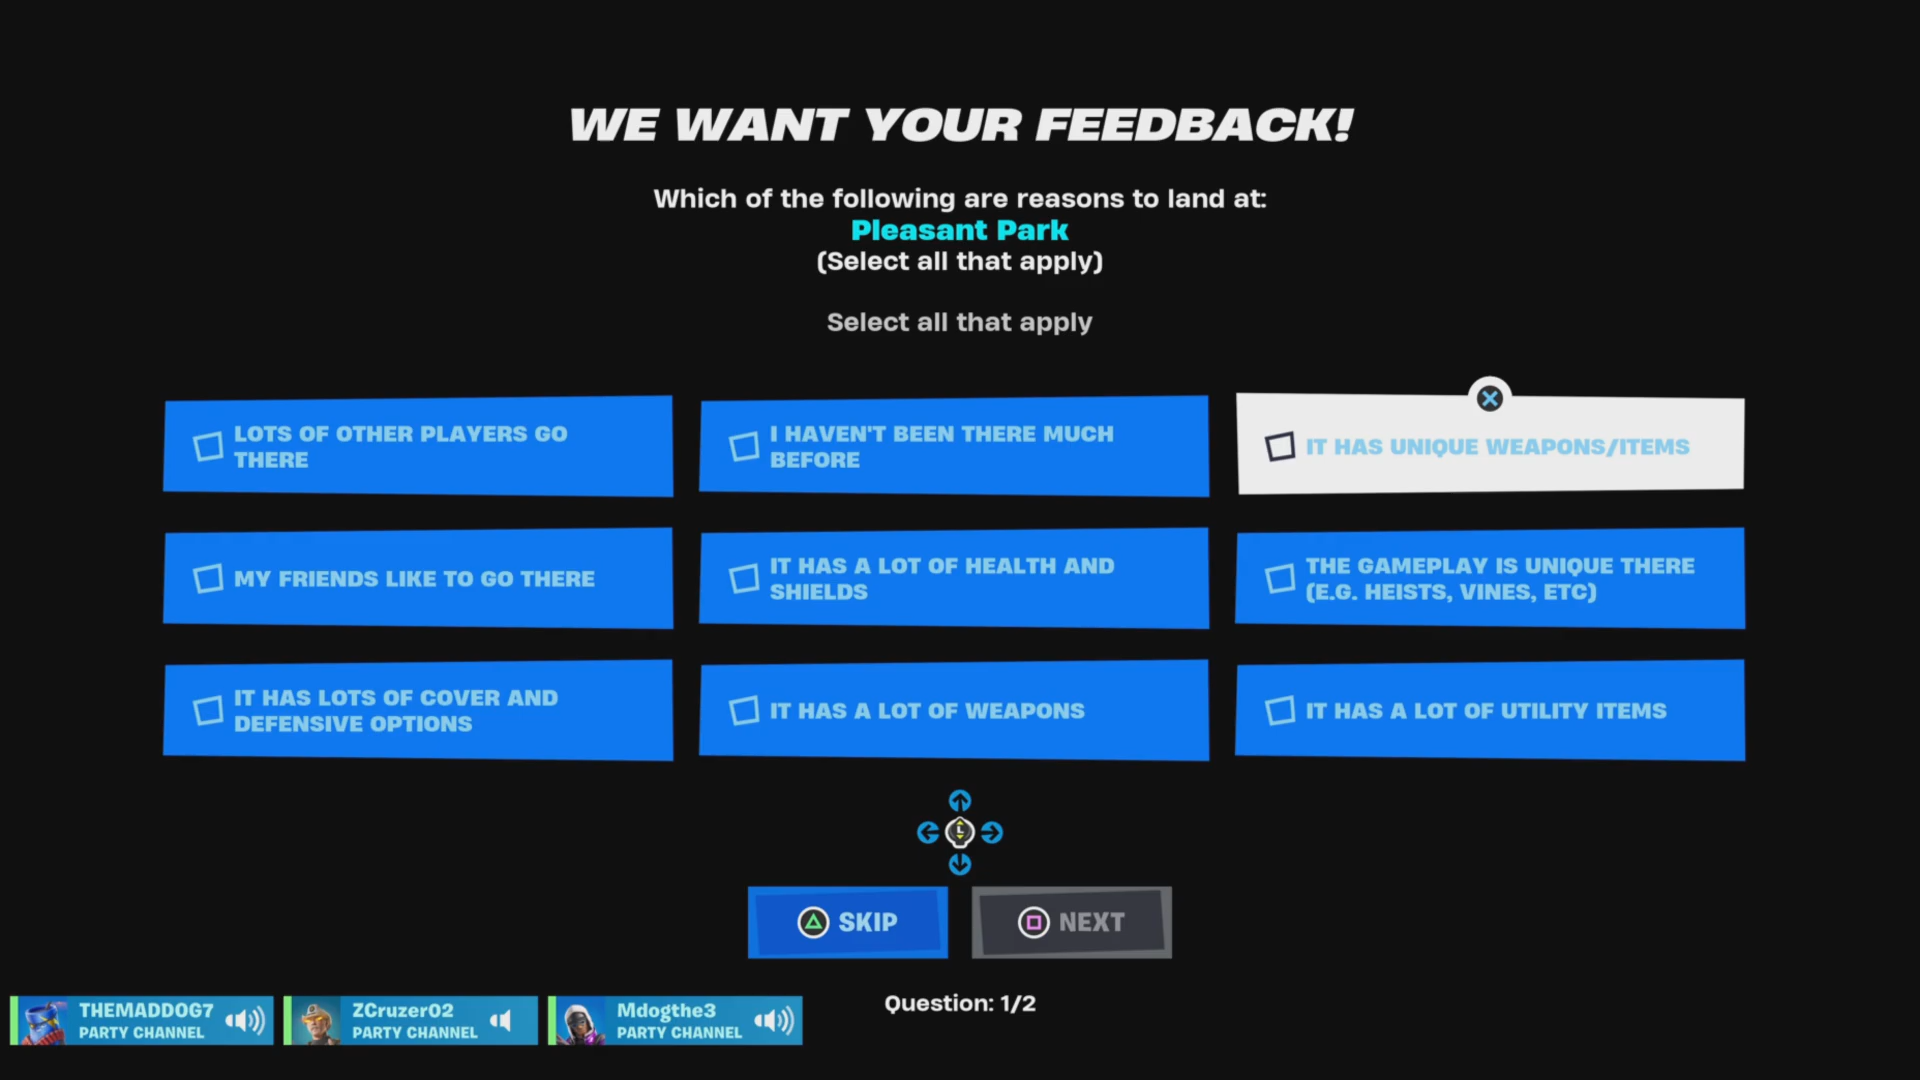 WE WANT YOUR FEEDBACK!
Which of the following are reasons to land at:
Pleasant Park
(Select all that apply)
Select all that apply
LOTS OF OTHER PLAYERS GO
THERE
I HAVEN'T BEEN THERE MUCH
BEFORE
IT HAS UNIQUE WEAPONS/ITEMS
MY FRIENDS LIKE TO GO THERE
IT HAS A LOT OF HEALTH AND
SHIELDS
THE GAMEPLAY IS UNIQUE THERE
(E.G. HEISTS, VINES, ETC)
IT HAS LOTS OF COVER AND
DEFENSIVE OPTIONS
IT HAS A LOT OF WEAPONS
IT HAS A LOT OF UTILITY ITEMS
L
SKIP
NEXT
THEMADDOG7
PARTY CHANNEL
ZCruzer02
PARTY CHANNEL
Mdogthe3
PARTY CHANNEL
Question: 1/2